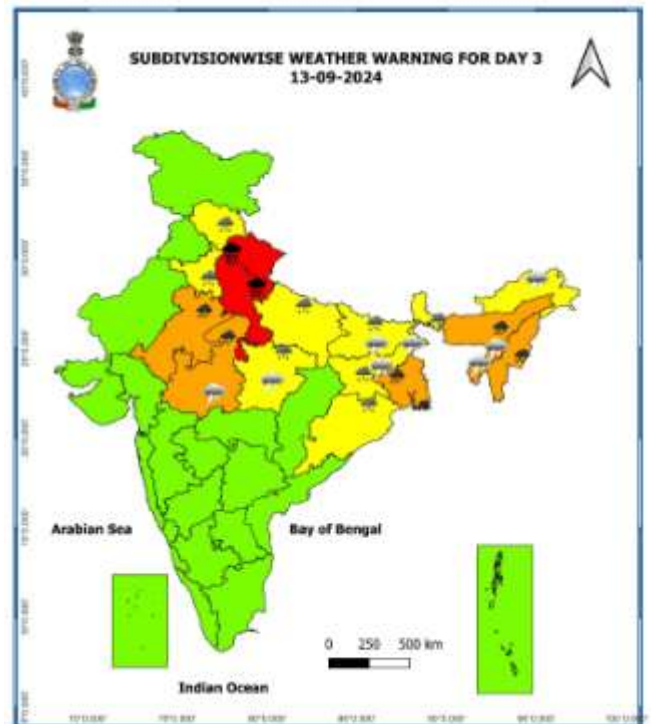 SUBDIVISIONWISE WEATHER WARNING FOR DAY 3
13-09-2024
Arabian Sea
Bay of Bengal
0 250 500 km
Indian Ocean